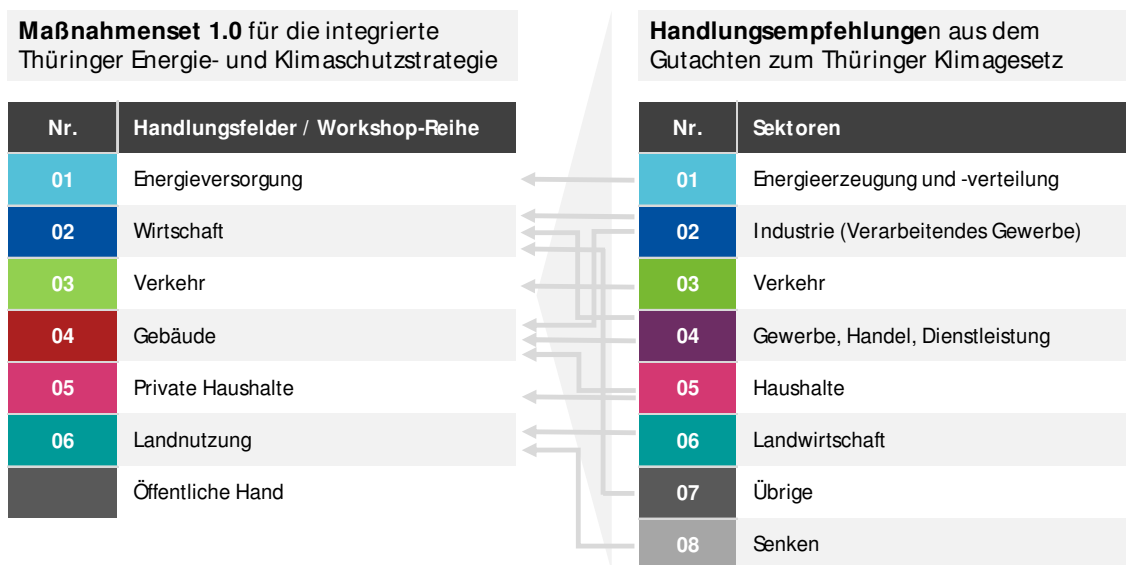 Maßnahmenset 1.0 für die integrierte
Thüringer Energie- und Klimaschutzstrategie
Nr. Handlungsfelder / Workshop-Reihe
01 Energieversorgung
02 Wirtschaft
03 Verkehr
04 Gebäude
05 Private Haushalte
06 Landnutzung
Öffentliche Hand
Handlungsempfehlungen aus dem
Gutachten zum Thüringer Klimagesetz
Nr. Sektoren
01 Energieerzeugung und -verteilung
02 Industrie (Verarbeitendes Gewerbe)
03 Verkehr
04 Gewerbe, Handel, Dienstleistung
05 Haushalte
06 Landwirtschaft
07 Übrige
08 Senken